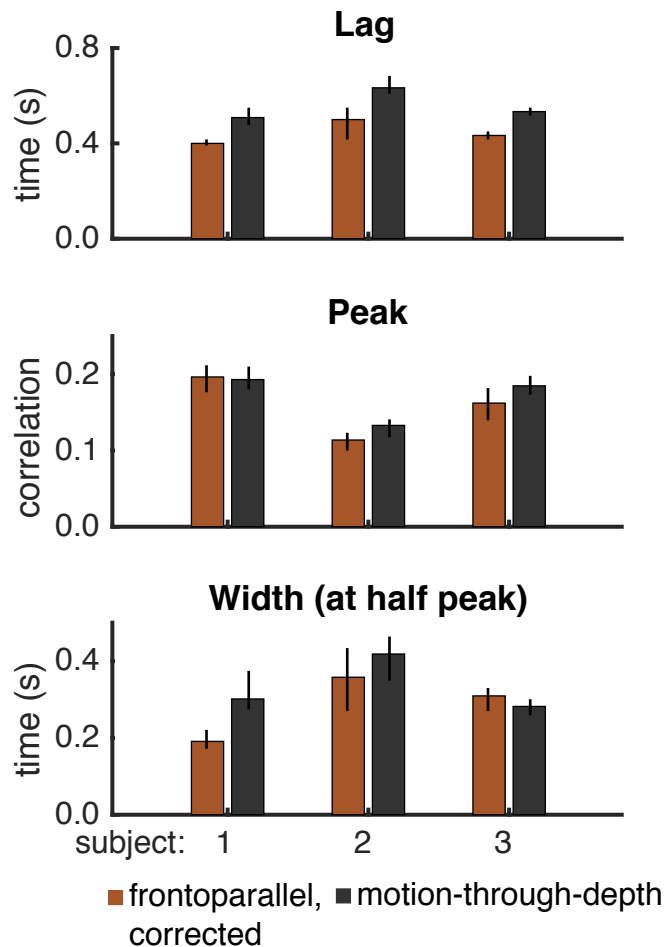 Lag
0.8
0.4
0.0
time (s)
Peak
0.2
0.1
0.0
correlation
Width (at half peak)
0.4
0.2
0.0
time (s)
subject: 1 2 3
frontoparallel, motion-through-depth
corrected